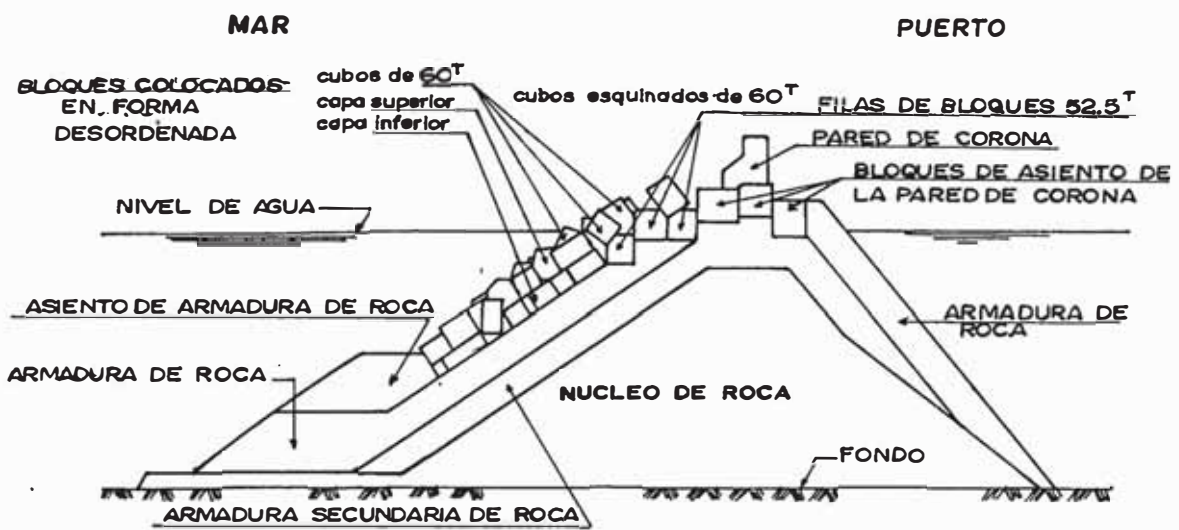 MAR
PUERTO
BLOQUES COLOCADOS
EN FORMA
DESORDENADA
cubos de 60T
capa superior
capa inferior
cubos esquinados de 60T
FILAS DE BLOQUES 52.5T
PARED DE CORONA
BLOQUES DE ASIENTO DE
LA PARED DE CORONA
NIVEL DE AGUA
ASIENTO DE ARMADURA DE ROCA
ARMADURA DE
ROCA
ARMADURA DE ROCA
NUCLEO DE ROCA
FONDO
ARMADURA SECUNDARIA DE ROCA